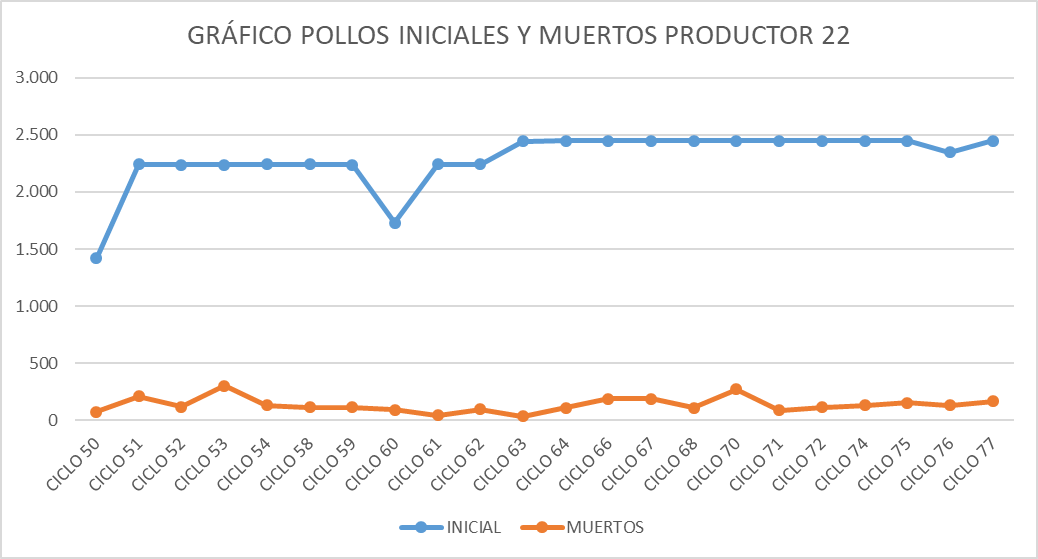 GRÁFICO POLLOS INICIALES Y MUERTOS PRODUCTOR 22
3.000
2.500
2.000
1.500
1.000
500
0
CICLO 50
CICLO 51
CICLO 52
CICLO 53
CICLO 54
CICLO 58
CICLO 59
CICLO 60
CICLO 61
CICLO 62
CICLO 63
CICLO 64
CICLO 66
CICLO 67
CICLO 68
CICLO 70
CICLO 71
CICLO 72
CICLO 74
CICLO 75
CICLO 76
CICLO 77
INICIAL
MUERTOS